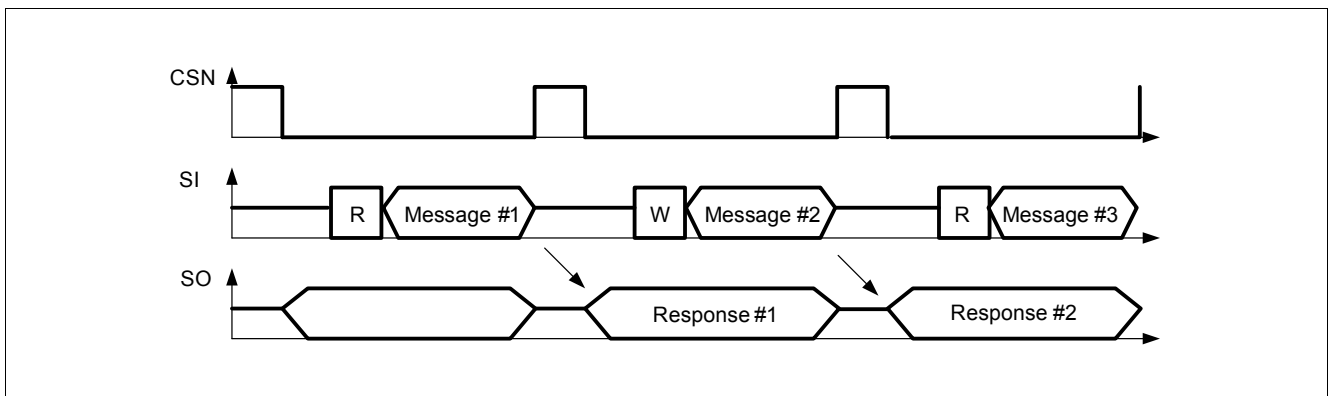 CSN
SI
R Message #1 W Message #2 R Message #3
SO
Response #1 Response #2